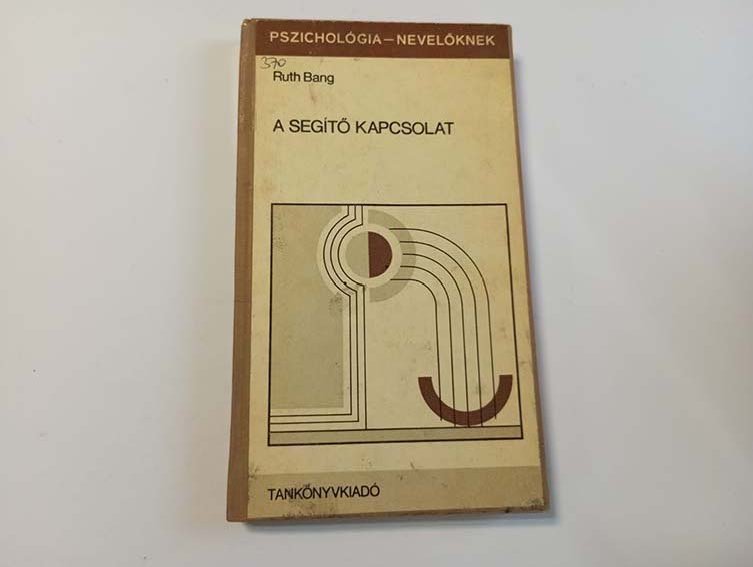 PSZICHOLÓGIA—NEVELŐKNEK
370
Ruth Bang
A SEGÍTŐ KAPCSOLAT
TANKÖNYVKIADÓ